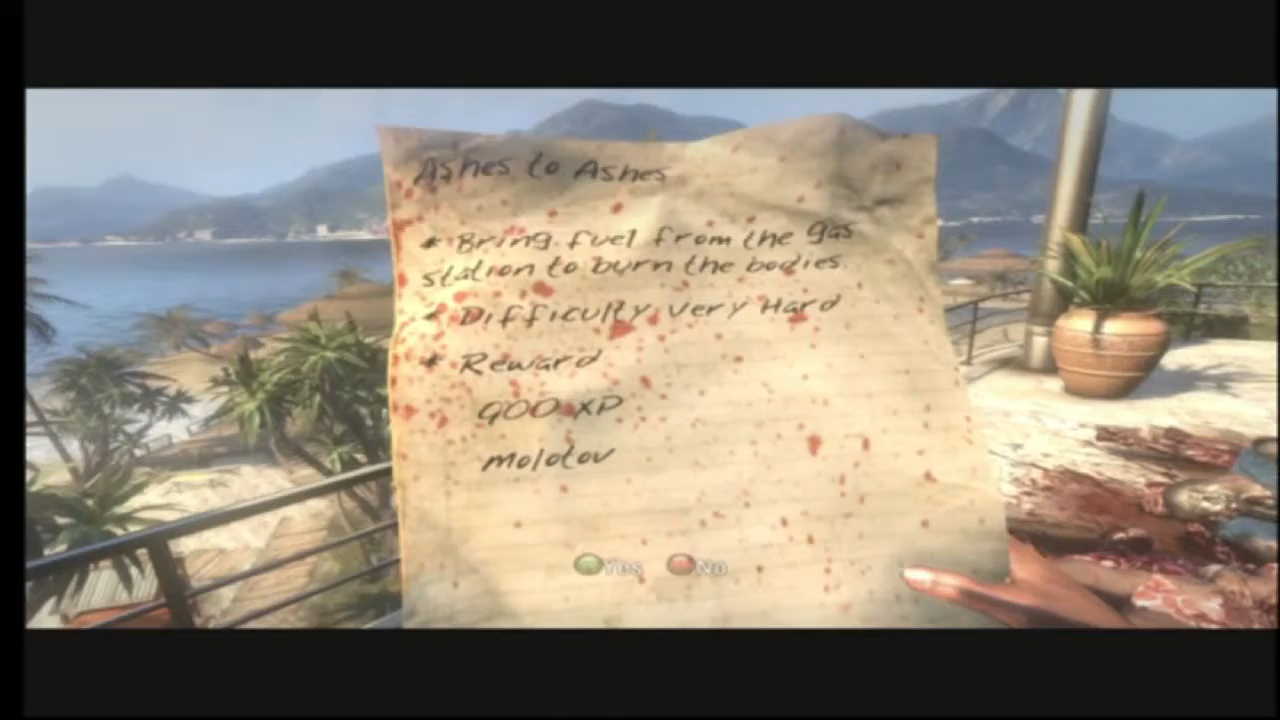 Ashes to Ashes
* Bring fuel from the gas
station to burn the bodies.
* Difficulty very Hard
* Reward
900 XP
molotov
Yes No